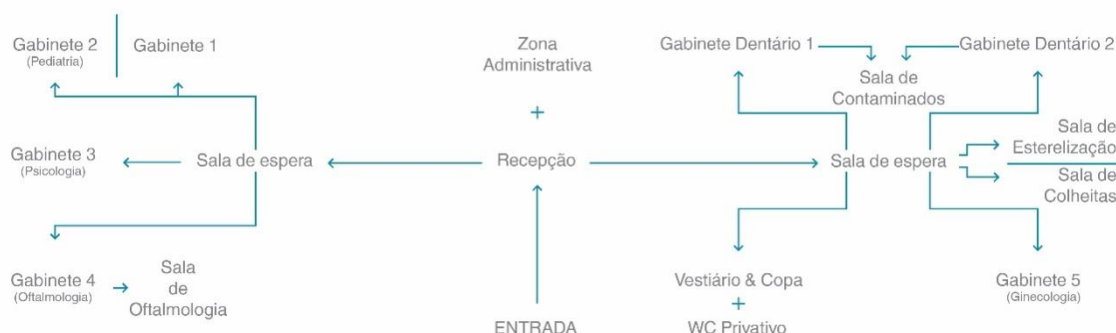 Gabinete 2
(Pediatria)
Gabinete 1
Zona
Administrativa
+
Gabinete Dentário 1
Gabinete Dentário 2
Sala de
Contaminados
Gabinete 3
(Psicologia)
Sala de espera
Recepção
Sala de espera
Sala de
Esterelização
Sala de
Colheitas
Gabinete 4
(Oftalmologia)
Sala
de
Oftalmologia
ENTRADA
Vestiário & Copa
+
WC Privativo
Gabinete 5
(Ginecologia)